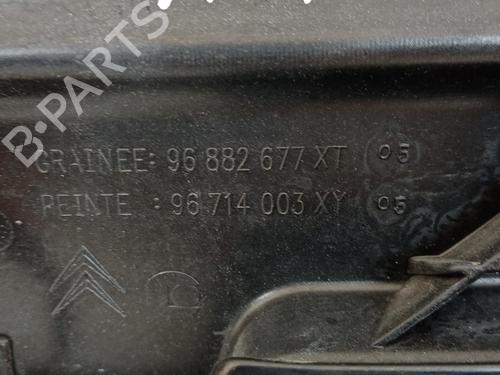 B-PARTS
GRAINEE: 96 882 677 XT 05
PEINTE : 96 714 003 XY 05